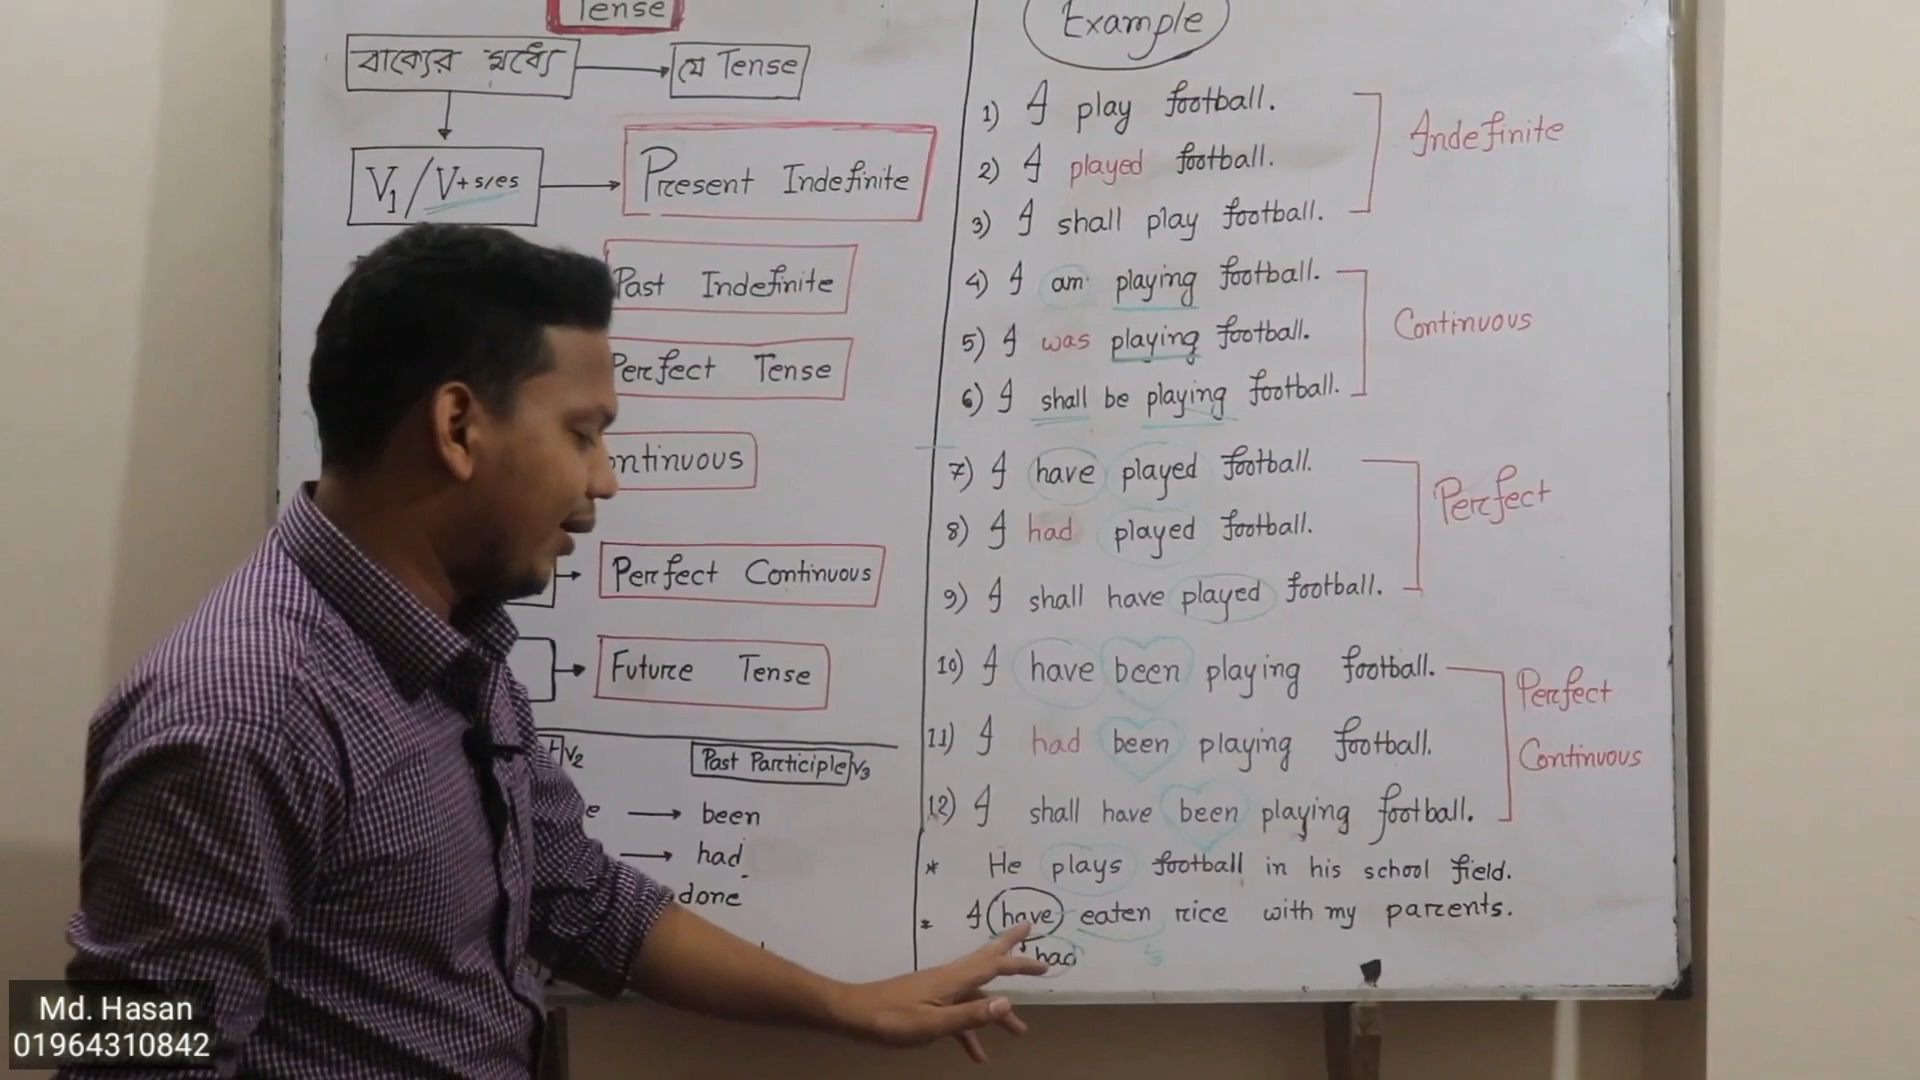 Tense
বাক্যের মধ্যে
যে Tense
V1/V+s/es
Present Indefinite
Past Indefinite
Perfect Tense
ontinuous
Perfect Continuous
Future Tense
V2
Past Participle/V3
e → been
→ had
done
Example
1) I play football.
2) I played football.
3) I shall play football.
Indefinite
4) I am playing football.
5) I was playing football.
6) I shall be playing football.
Continuous
7) I have played football.
8) I had played football.
9) I shall have played football.
Perfect
10) I have been playing football.
11) I had been playing football.
12) I shall have been playing football.
Perfect
Continuous
* He plays football in his school field.
* I have eaten rice with my parents.
had
Md. Hasan
01964310842